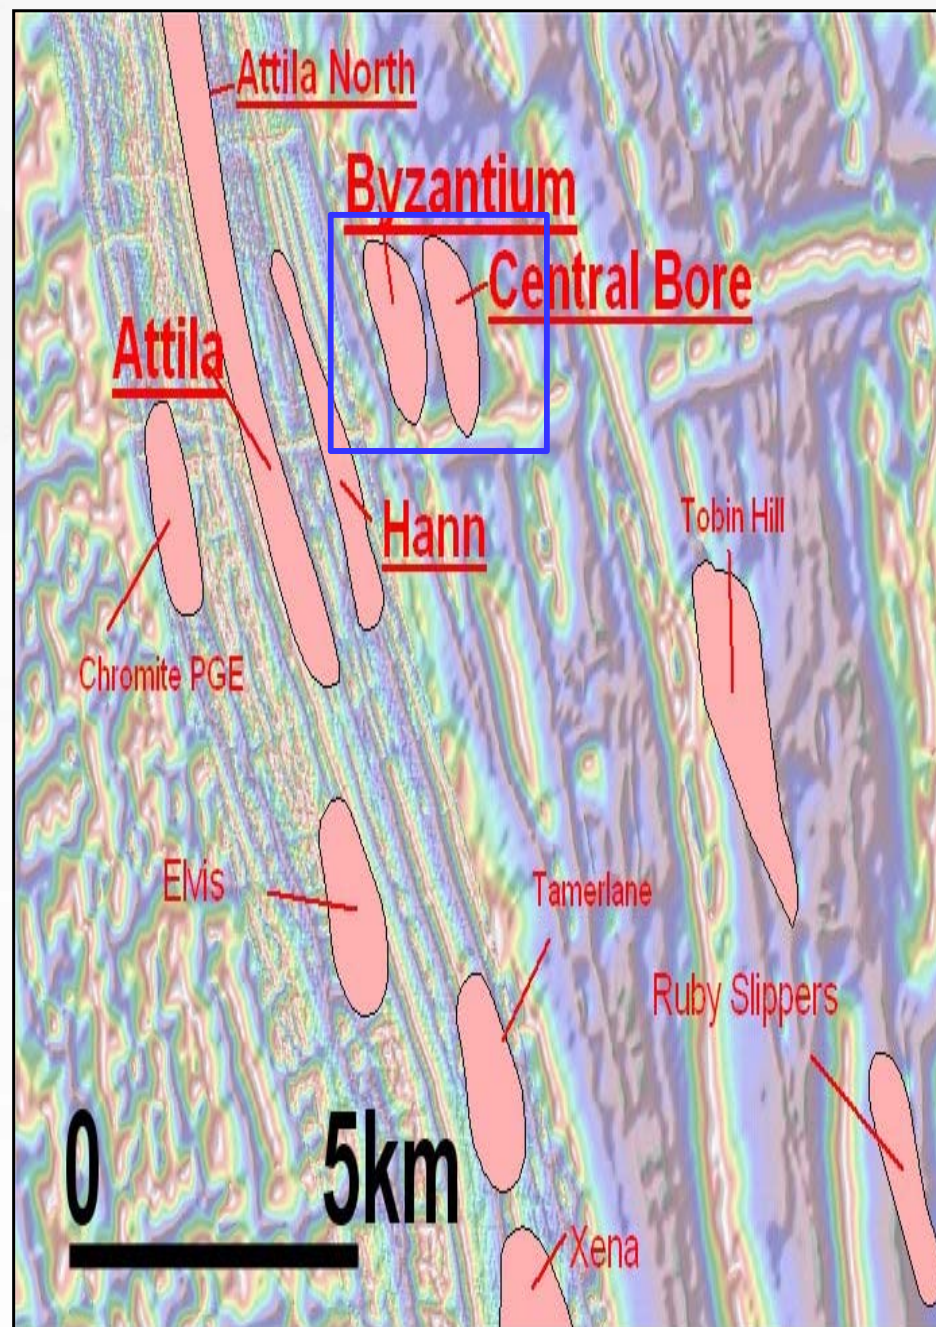 Attila North
Byzantium
Central Bore
Attila
Hann
Tobin Hill
Chromite PGE
Elvis
Tamerlane
Ruby Slippers
0 5km
Xena